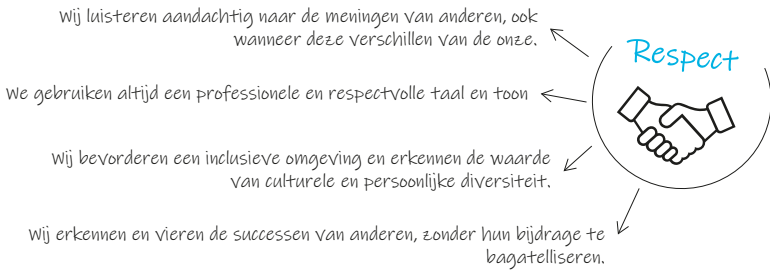 Wij luisteren aandachtig naar de meningen van anderen, ook
wanneer deze verschillen van de onze.
Respect
We gebruiken altijd een professionele en respectvolle taal en toon
Wij bevorderen een inclusieve omgeving en erkennen de waarde
van culturele en persoonlijke diversiteit.
Wij erkennen en vieren de successen van anderen, zonder hun bijdrage te
bagatelliseren.